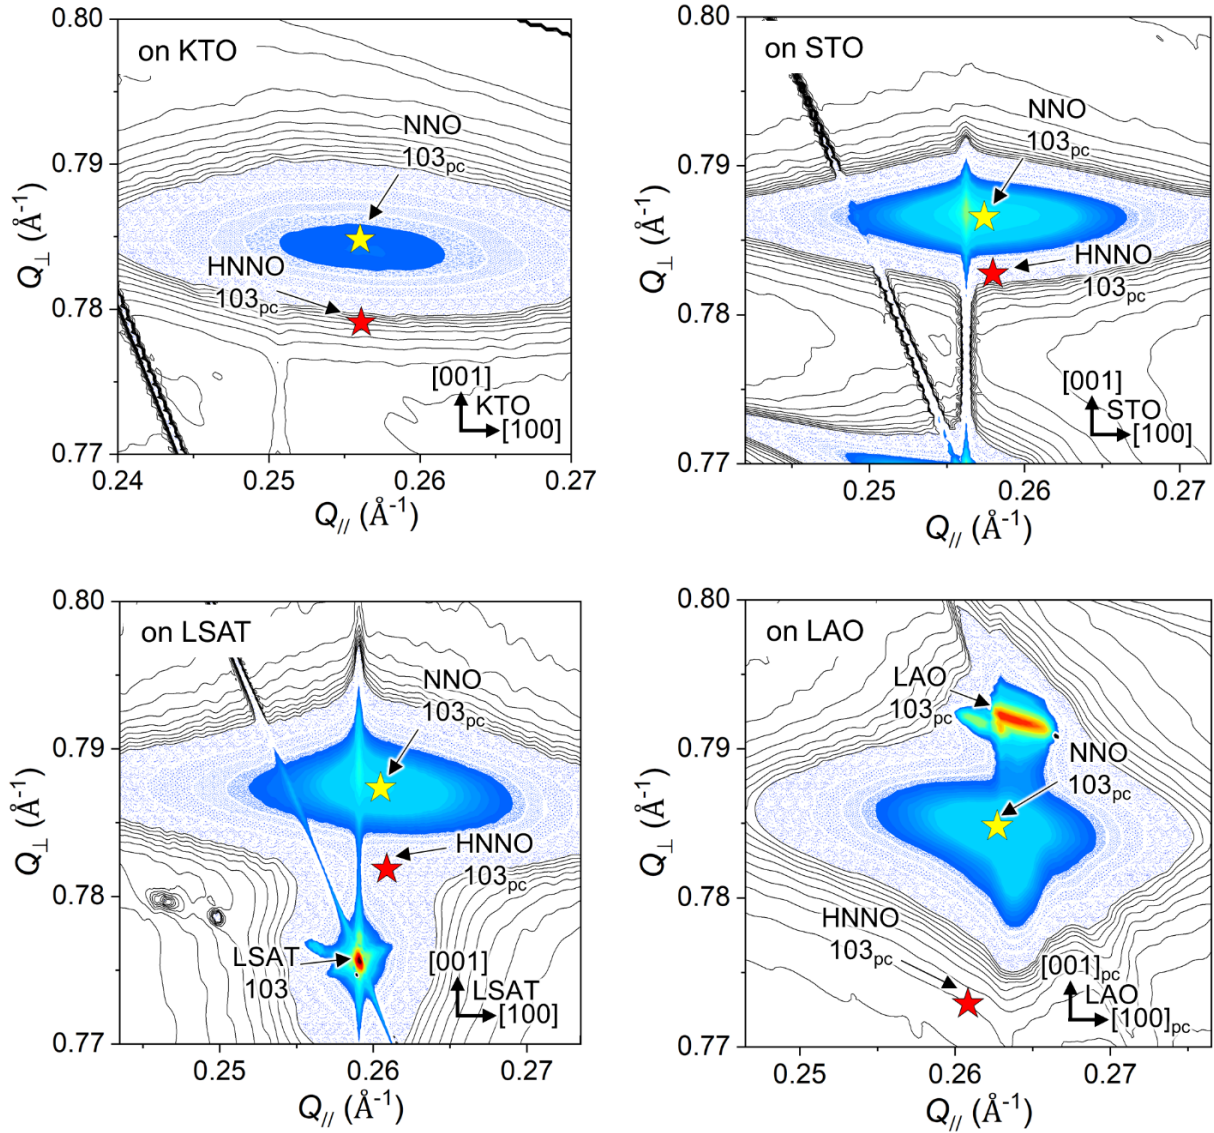 on KTO
0.80
0.79
0.78
0.77
Q⊥ (Å-1)
NNO
103pc
HNNO
103pc
[001]
KTO
[100]
0.24
0.25
0.26
0.27
Q// (Å-1)
on STO
0.80
0.79
0.78
0.77
Q⊥ (Å-1)
NNO
103pc
HNNO
103pc
[001]
STO
[100]
0.25
0.26
0.27
Q// (Å-1)
on LSAT
0.80
0.79
0.78
0.77
Q⊥ (Å-1)
NNO
103pc
HNNO
103pc
LSAT
103
[001]
LSAT
[100]
0.25
0.26
0.27
Q// (Å-1)
on LAO
0.80
0.79
0.78
0.77
Q⊥ (Å-1)
LAO
103pc
NNO
103pc
HNNO
103pc
[001]pc
LAO
[100]pc
0.25
0.26
0.27
Q// (Å-1)